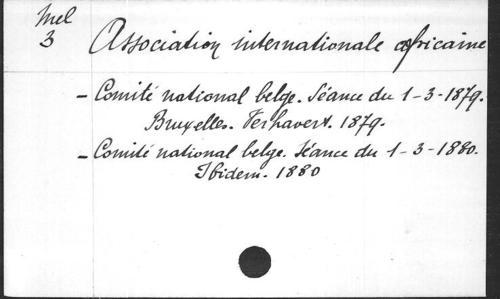 Mel
3
Association internationale africaine
- Comité national belge. Séance du 1-3-1879.
Bruxelles. Verhavert. 1879.
- Comité national belge. Séance du 1-3-1880.
Ibidem. 1880